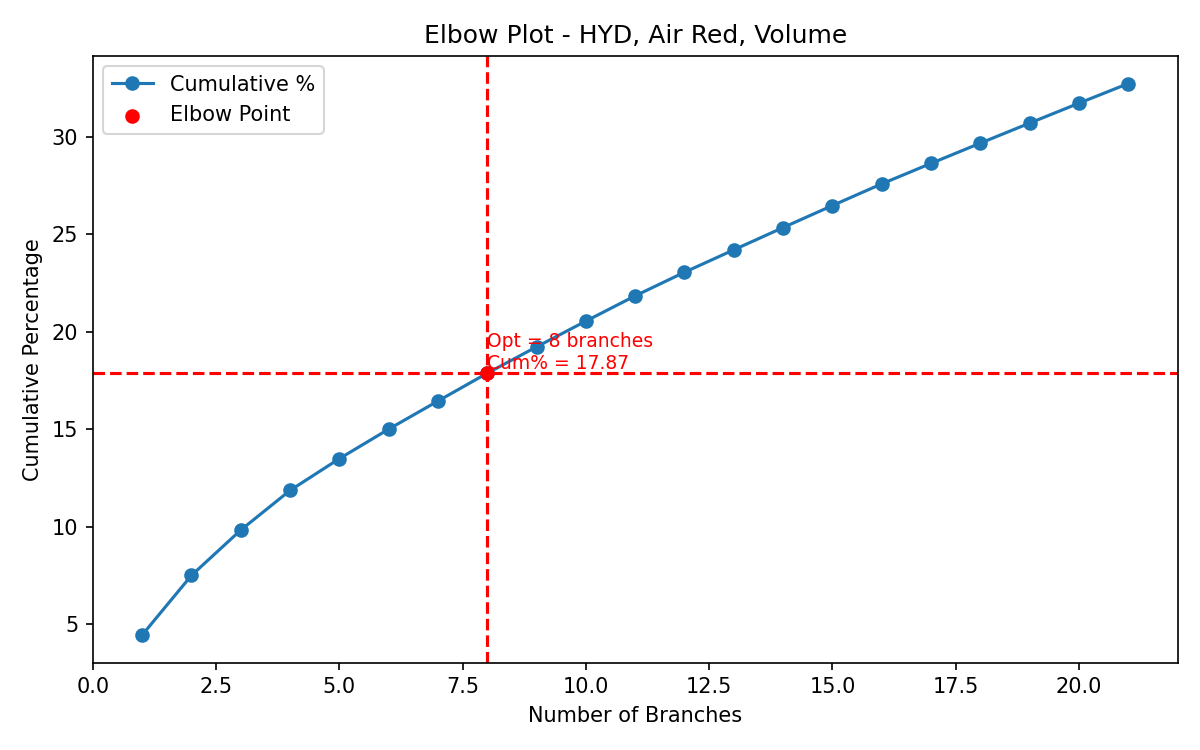 Elbow Plot - HYD, Air Red, Volume
Cumulative %
Elbow Point
Opt = 8 branches
Cum% = 17.87
Cumulative Percentage
30
25
20
15
10
5
0.0 2.5 5.0 7.5 10.0 12.5 15.0 17.5 20.0
Number of Branches